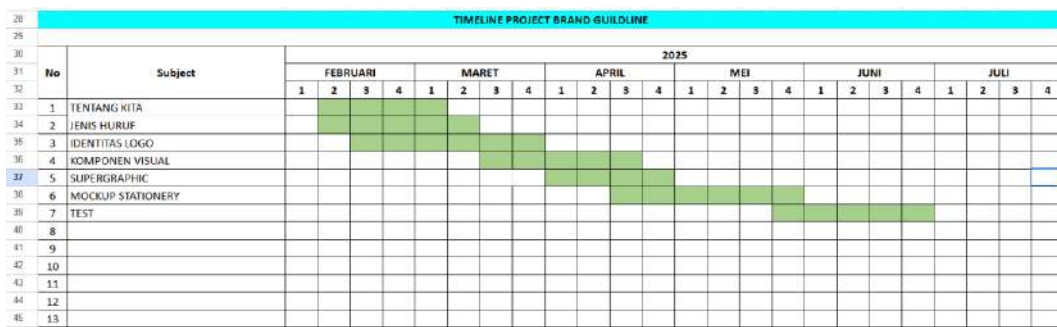 28 TIMELINE PROJECT BRAND GUILDLINE
29
30 2025
31 No Subject FEBRUARI MARET APRIL MEI JUNI JULI
32 1 2 3 4 1 2 3 4 1 2 3 4 1 2 3 4 1 2 3 4 1 2 3 4
33 1 TENTANG KITA
34 2 JENIS HURUF
35 3 IDENTITAS LOGO
36 4 KOMPONEN VISUAL
37 5 SUPERGRAPHIC
38 6 MOCKUP STATIONERY
39 7 TEST
40 8
41 9
42 10
43 11
44 12
45 13